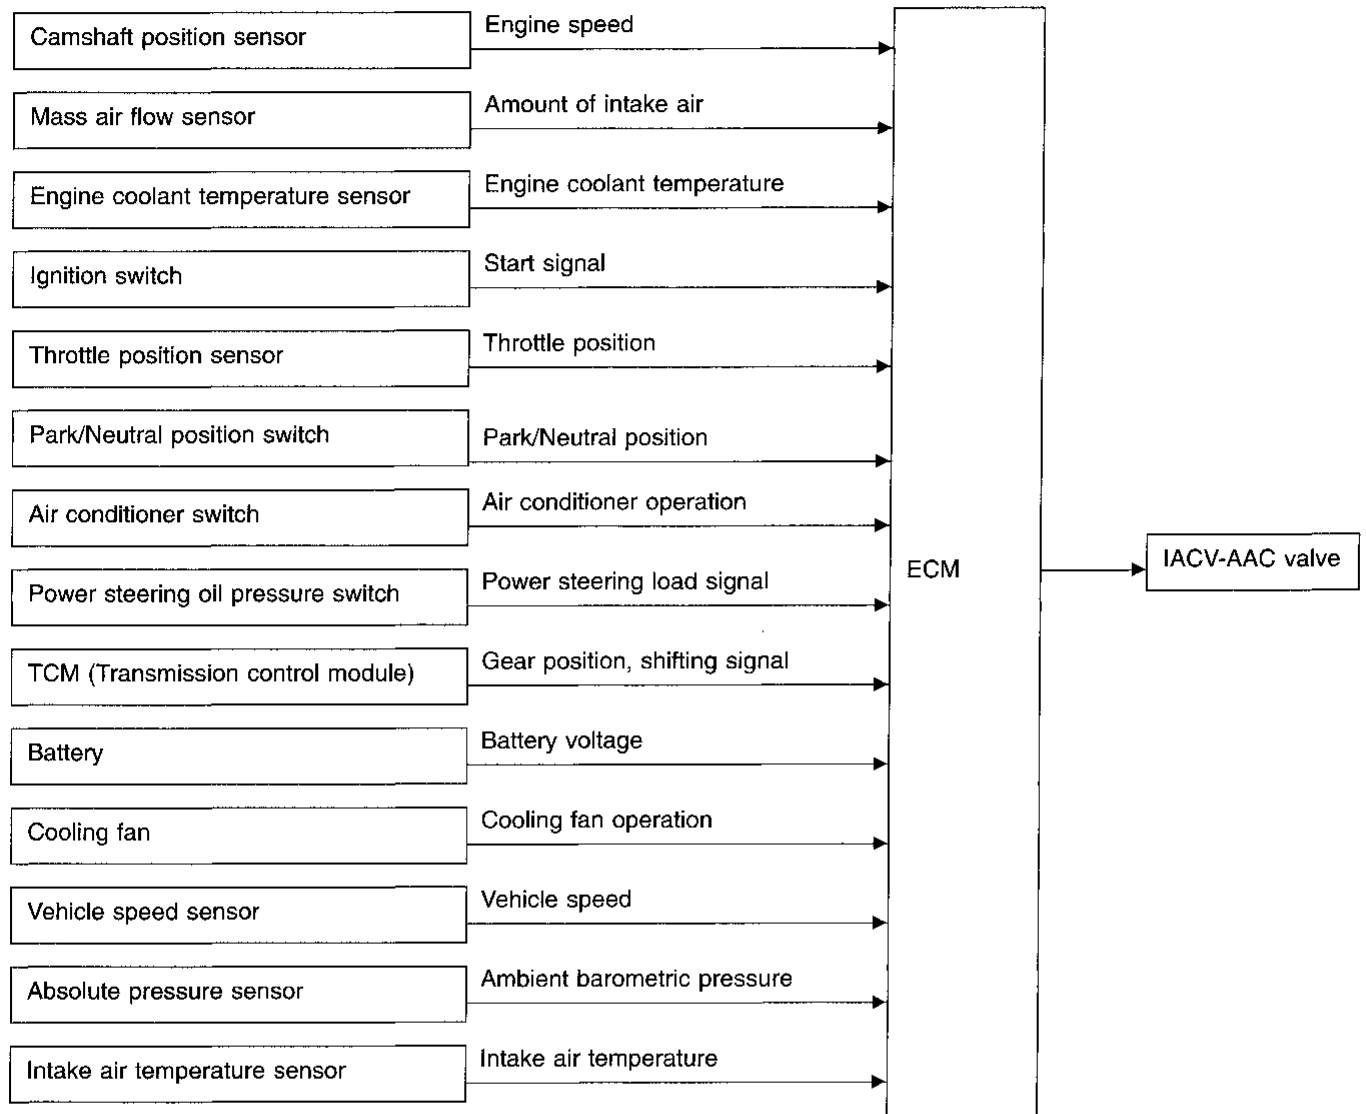 Camshaft position sensor
Engine speed
Mass air flow sensor
Amount of intake air
Engine coolant temperature sensor
Engine coolant temperature
Ignition switch
Start signal
Throttle position sensor
Throttle position
Park/Neutral position switch
Park/Neutral position
Air conditioner switch
Air conditioner operation
Power steering oil pressure switch
Power steering load signal
TCM (Transmission control module)
Gear position, shifting signal
Battery
Battery voltage
Cooling fan
Cooling fan operation
Vehicle speed sensor
Vehicle speed
Absolute pressure sensor
Ambient barometric pressure
Intake air temperature sensor
Intake air temperature
ECM
IACV-AAC valve